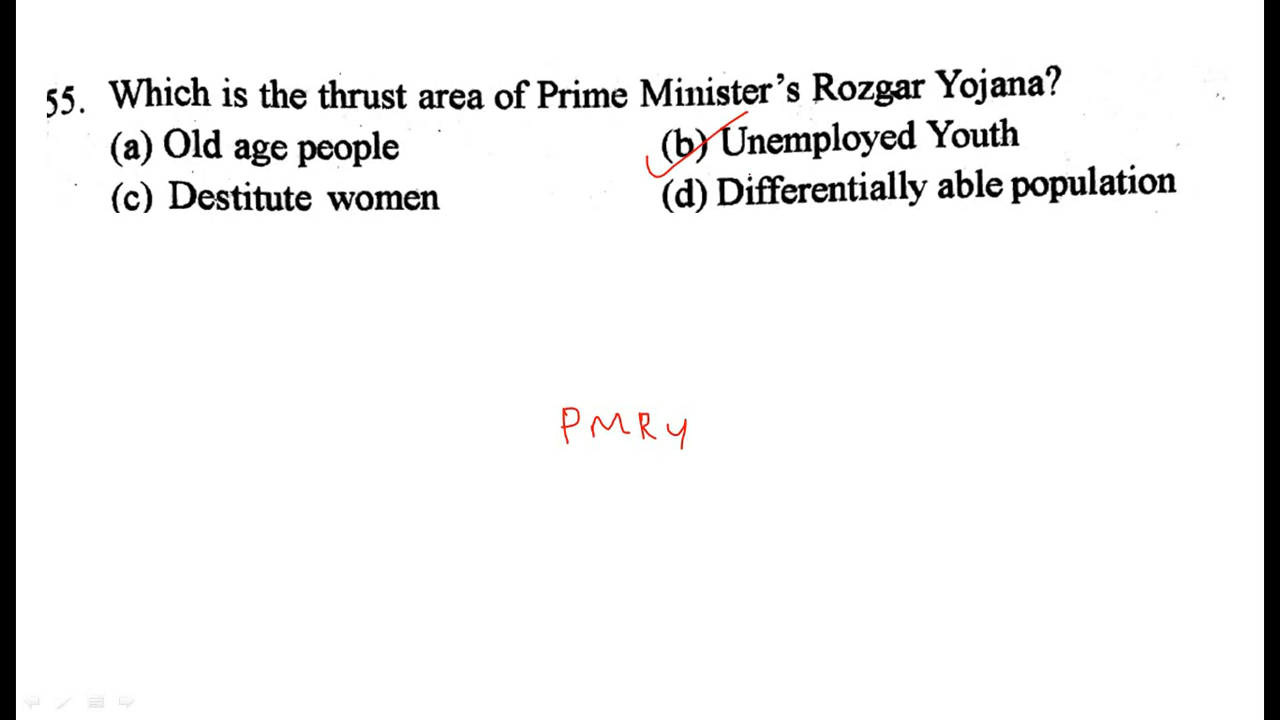 55. Which is the thrust area of Prime Minister's Rozgar Yojana?
(a) Old age people (b) Unemployed Youth
(c) Destitute women (d) Differentially able population
PMRY